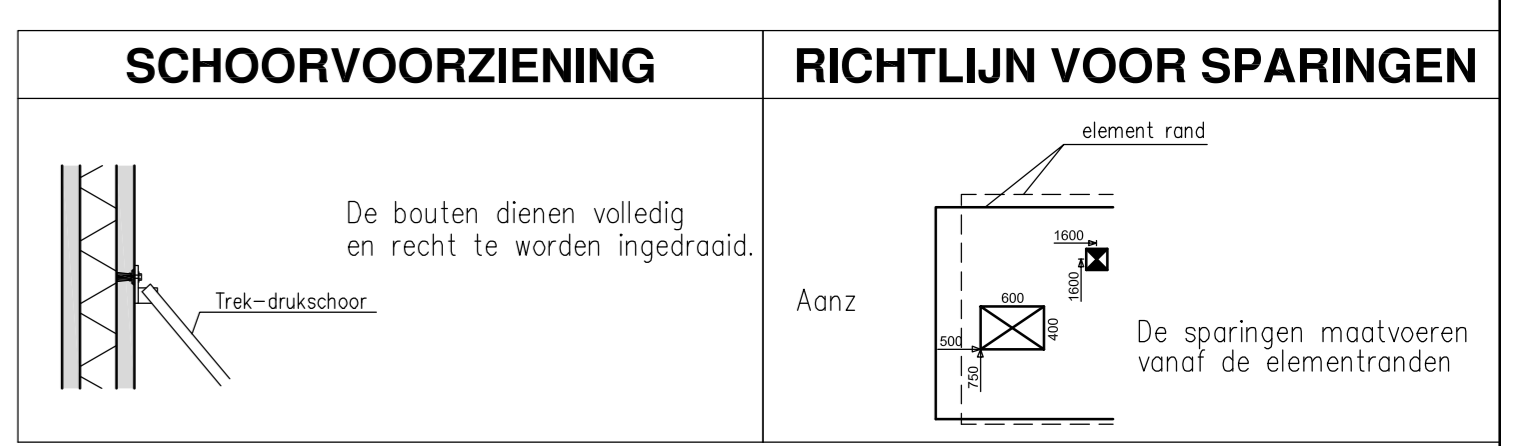 SCHOORVOORZIENING
De bouten dienen volledig
en recht te worden ingedraaid.
Trek-drukschoor
RICHTLIJN VOOR SPARINGEN
element rand
1600
1600
Aanz
600
400
500
750
De sparingen maatvoeren
vanaf de elementranden